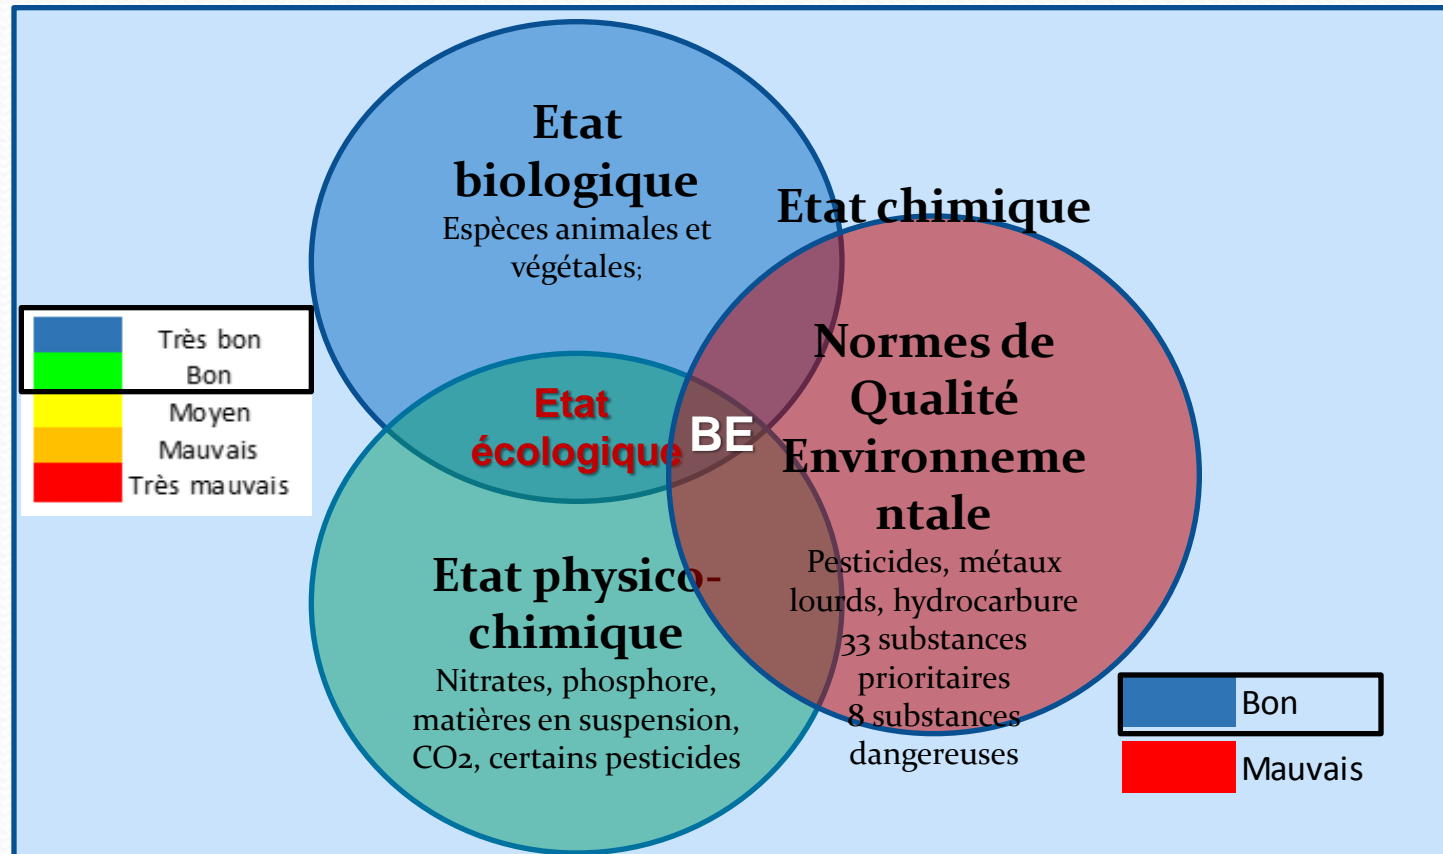 Etat
biologique
Espèces animales et
végétales;
Etat chimique
Très bon
Bon
Moyen
Mauvais
Très mauvais
Etat
écologique
BE
Normes de
Qualité
Environneme
ntale
Pesticides, métaux
lourds, hydrocarbure
33 substances
prioritaires
8 substances
dangereuses
Etat physico-
chimique
Nitrates, phosphore,
matières en suspension,
CO2, certains pesticides
Bon
Mauvais